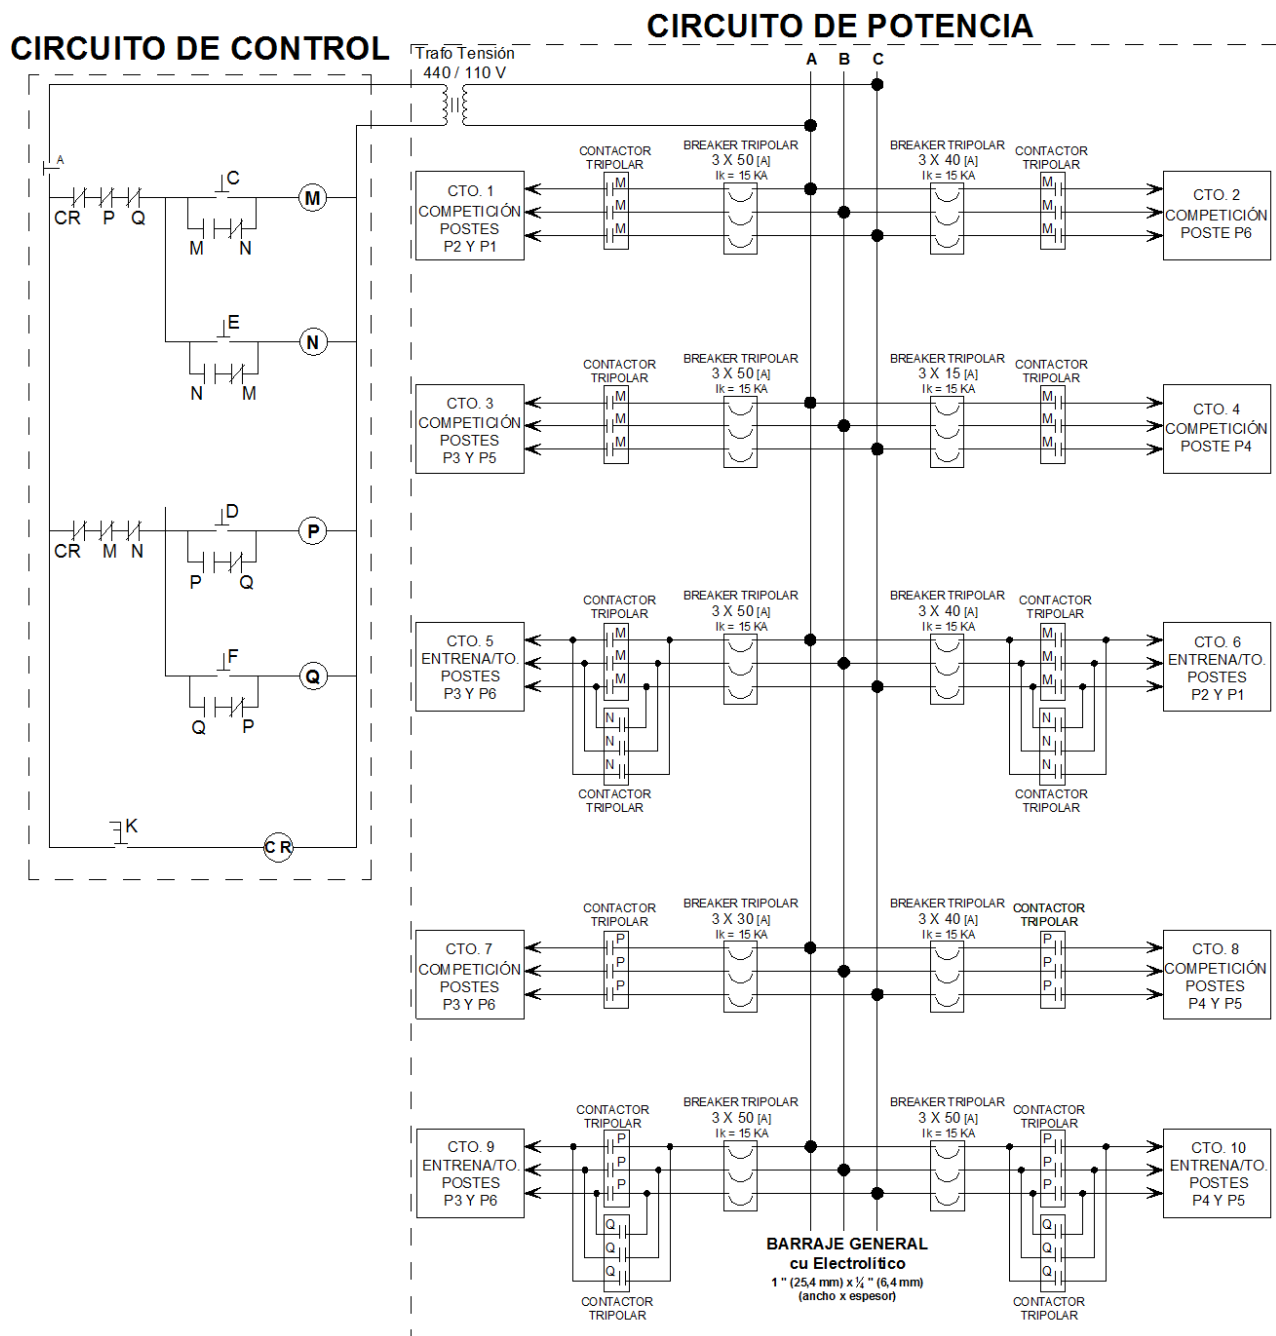 CIRCUITO DE POTENCIA
CIRCUITO DE CONTROL
Trafo Tensión
440 / 110 V
A B C
A
C
CR P Q
M
M N
E
N
N M
D
CR M N
P
P Q
F
Q
Q P
K
CR
CONTACTOR
TRIPOLAR
BREAKER TRIPOLAR
3 X 50 [A]
Ik = 15 KA
BREAKER TRIPOLAR
3 X 40 [A]
Ik = 15 KA
CONTACTOR
TRIPOLAR
CTO. 1
COMPETICIÓN
POSTES
P2 Y P1
M
M
M
M
M
M
CTO. 2
COMPETICIÓN
POSTE P6
CONTACTOR
TRIPOLAR
BREAKER TRIPOLAR
3 X 50 [A]
Ik = 15 KA
BREAKER TRIPOLAR
3 X 15 [A]
Ik = 15 KA
CONTACTOR
TRIPOLAR
CTO. 3
COMPETICIÓN
POSTES
P3 Y P5
M
M
M
M
M
M
CTO. 4
COMPETICIÓN
POSTE P4
CONTACTOR
TRIPOLAR
BREAKER TRIPOLAR
3 X 50 [A]
Ik = 15 KA
BREAKER TRIPOLAR
3 X 40 [A]
Ik = 15 KA
CONTACTOR
TRIPOLAR
CTO. 5
ENTRENA/TO.
POSTES
P3 Y P6
M
M
M
N
N
N
CONTACTOR
TRIPOLAR
M
M
M
N
N
N
CONTACTOR
TRIPOLAR
CTO. 6
ENTRENA/TO.
POSTES
P2 Y P1
CONTACTOR
TRIPOLAR
BREAKER TRIPOLAR
3 X 30 [A]
Ik = 15 KA
BREAKER TRIPOLAR
3 X 40 [A]
Ik = 15 KA
CONTACTOR
TRIPOLAR
CTO. 7
COMPETICIÓN
POSTES
P3 Y P6
P
P
P
P
P
P
CTO. 8
COMPETICIÓN
POSTES
P4 Y P5
CONTACTOR
TRIPOLAR
BREAKER TRIPOLAR
3 X 50 [A]
Ik = 15 KA
BREAKER TRIPOLAR
3 X 50 [A]
Ik = 15 KA
CONTACTOR
TRIPOLAR
CTO. 9
ENTRENA/TO.
POSTES
P3 Y P6
P
P
P
Q
Q
Q
CONTACTOR
TRIPOLAR
P
P
P
Q
Q
Q
CONTACTOR
TRIPOLAR
CTO. 10
ENTRENA/TO.
POSTES
P4 Y P5
BARRAJE GENERAL
cu Electrolítico
1 " (25,4 mm) x ¼ " (6,4 mm)
(ancho x espesor)